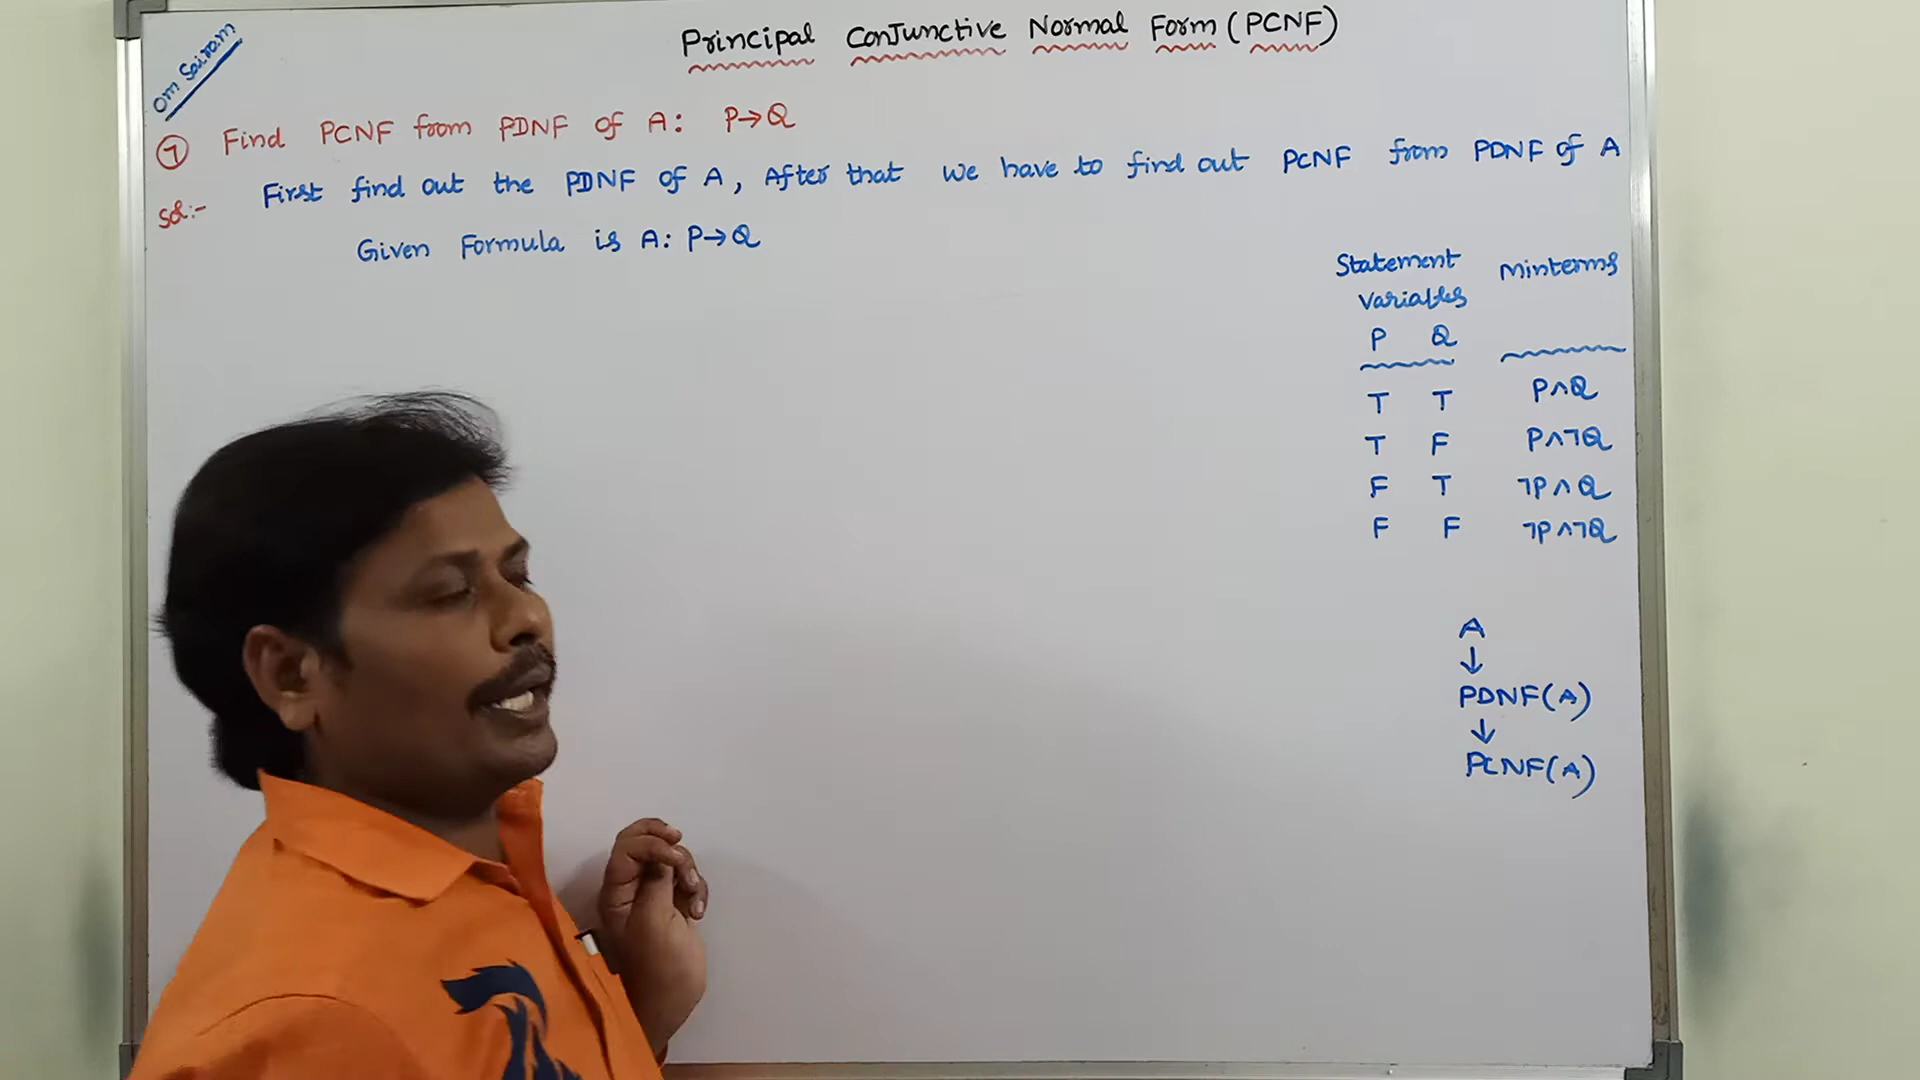 Om Sairam
Principal Conjunctive Normal Form (PCNF)
7 Find PCNF from PDNF of A: P→Q
Sol:- First find out the PDNF of A, After that we have to find out PCNF from PDNF of A
Given Formula is A: P→Q
Statement Variables Minterms
P Q
T T P∧Q
T F P∧¬Q
F T ¬P∧Q
F F ¬P∧¬Q
A
↓
PDNF(A)
↓
PCNF(A)